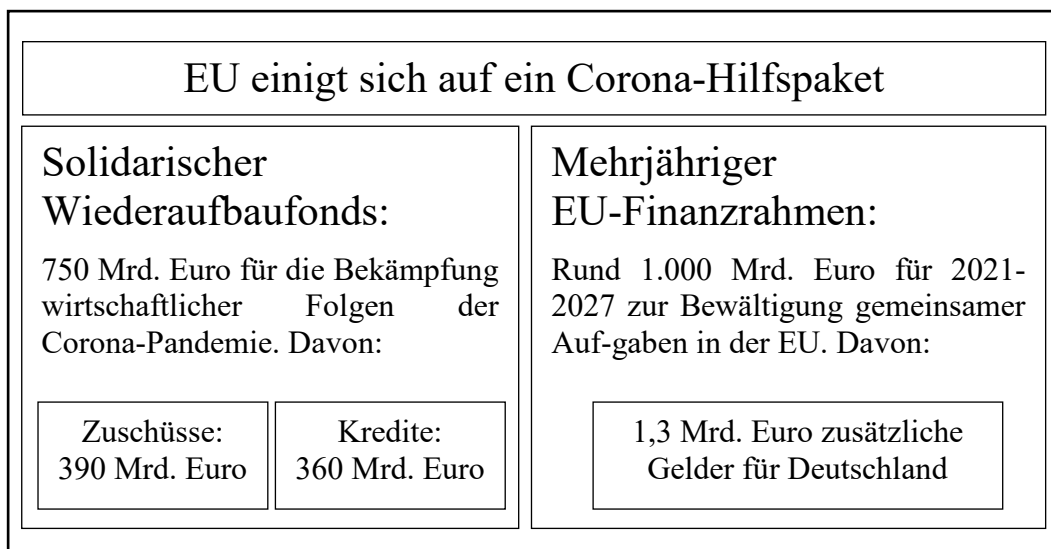 EU einigt sich auf ein Corona-Hilfspaket
Solidarischer
Wiederaufbaufonds:
750 Mrd. Euro für die Bekämpfung
wirtschaftlicher Folgen der
Corona-Pandemie. Davon:
Zuschüsse:
390 Mrd. Euro
Kredite:
360 Mrd. Euro
Mehrjähriger
EU-Finanzrahmen:
Rund 1.000 Mrd. Euro für 2021-
2027 zur Bewältigung gemeinsamer
Auf-gaben in der EU. Davon:
1,3 Mrd. Euro zusätzliche
Gelder für Deutschland